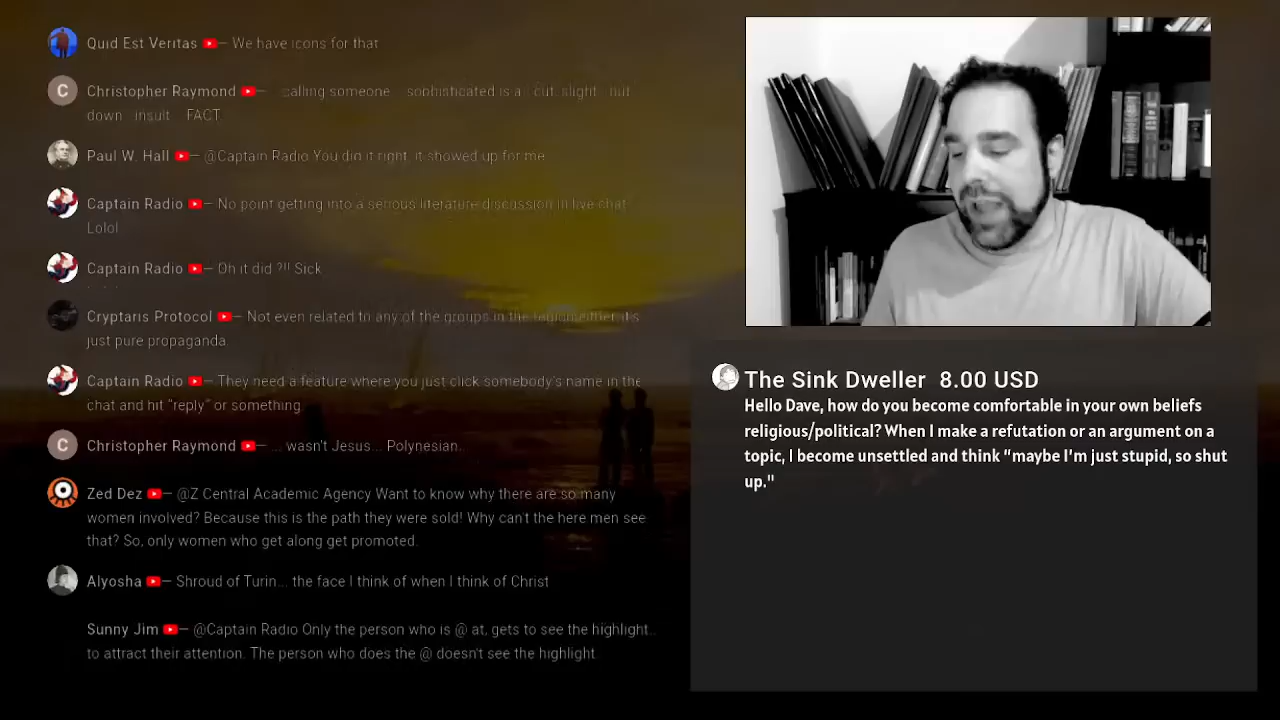 Quid Est Veritas — We have icons for that
Christopher Raymond — calling someone sophisticated is a
down insult FACT
Paul W. Hall — @Captain Radio You did it right, it showed up for me
Captain Radio — No point getting into a serious literature discussion in live chat
Lolol
Captain Radio — Oh it did ?!! Sick
Cryptaris Protocol — Not even related to any of the groups in the it's
just pure propaganda.
Captain Radio — They need a feature where you just click somebody's name in the
chat and hit "reply" or something
Christopher Raymond — ... wasn't Jesus... Polynesian..
Zed Dez — @Z Central Academic Agency Want to know why there are so many
women involved? Because this is the path they were sold! Why can't the here men see
that? So, only women who get along get promoted.
Alyosha — Shroud of Turin... the face I think of when I think of Christ
Sunny Jim — @Captain Radio Only the person who is @ at, gets to see the highlight..
to attract their attention. The person who does the @ doesn't see the highlight.
The Sink Dweller 8.00 USD
Hello Dave, how do you become comfortable in your own beliefs
religious/political? When I make a refutation or an argument on a
topic, I become unsettled and think "maybe I'm just stupid, so shut
up."